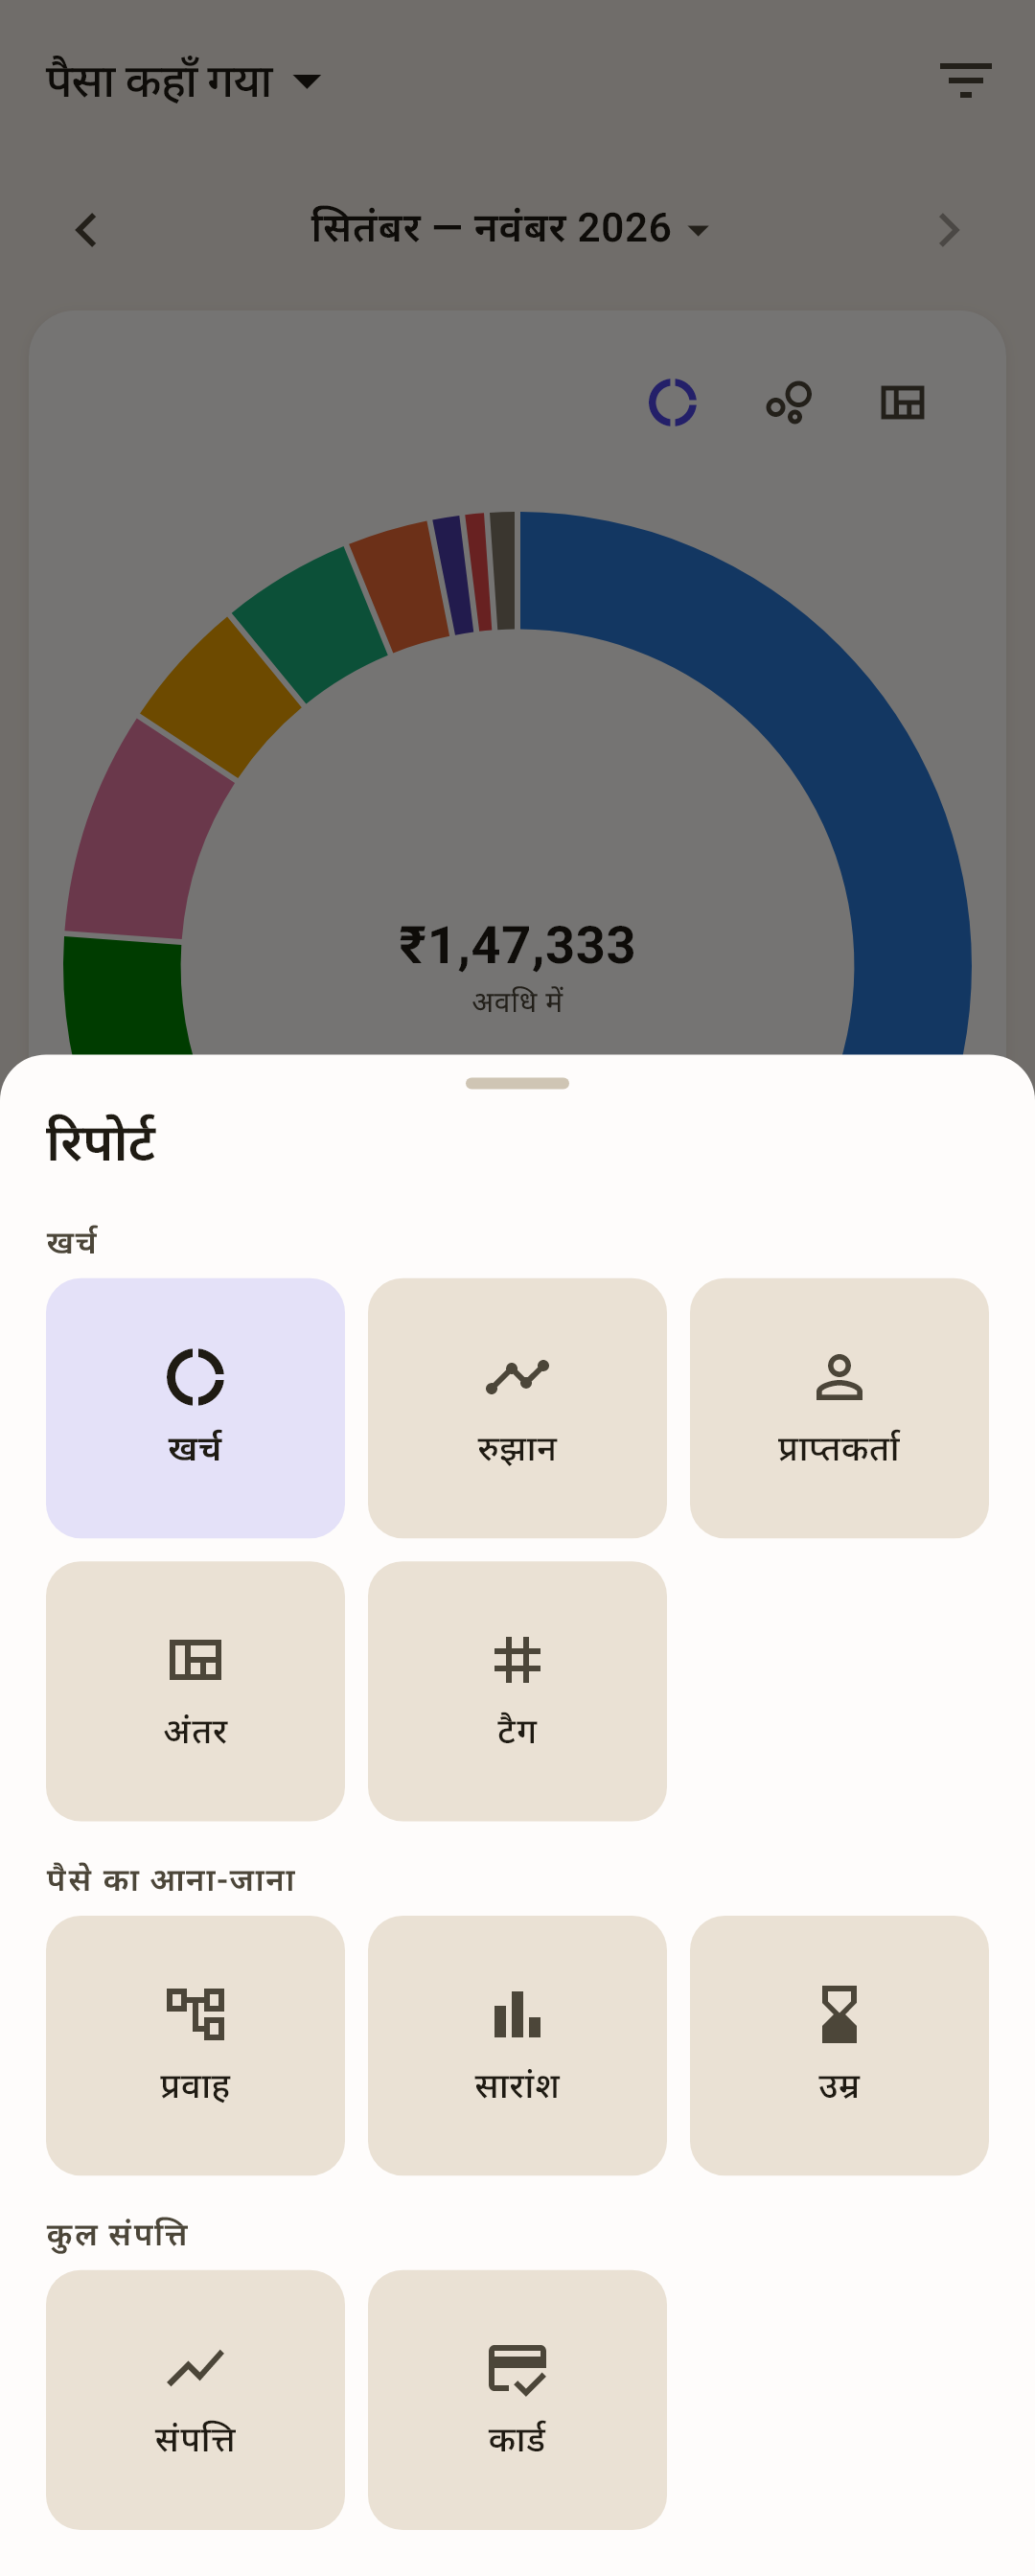 पैसा कहाँ गया
सितंबर — नवंबर 2026
₹1,47,333
अवधि में
रिपोर्ट
खर्च
खर्च
रुझान
प्राप्तकर्ता
अंतर
टैग
पैसे का आना-जाना
प्रवाह
सारांश
उम्र
कुल संपत्ति
संपत्ति
कार्ड